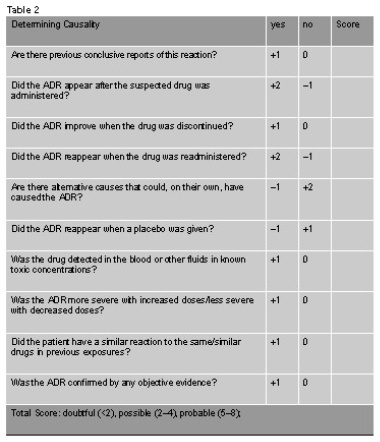 Table 2
Determining Causality yes no Score
Are there previous conclusive reports of this reaction? +1 0
Did the ADR appear after the suspected drug was +2 –1
administered?
Did the ADR improve when the drug was discontinued? +1 0
Did the ADR reappear when the drug was readministered? +2 –1
Are there alternative causes that could, on their own, have –1 +2
caused the ADR?
Did the ADR reappear when a placebo was given? –1 +1
Was the drug detected in the blood or other fluids in known +1 0
toxic concentrations?
Was the ADR more severe with increased doses/less severe +1 0
with decreased doses?
Did the patient have a similar reaction to the same/similar +1 0
drugs in previous exposures?
Was the ADR confirmed by any objective evidence? +1 0
Total Score: doubtful (<2), possible (2–4), probable (5–8);